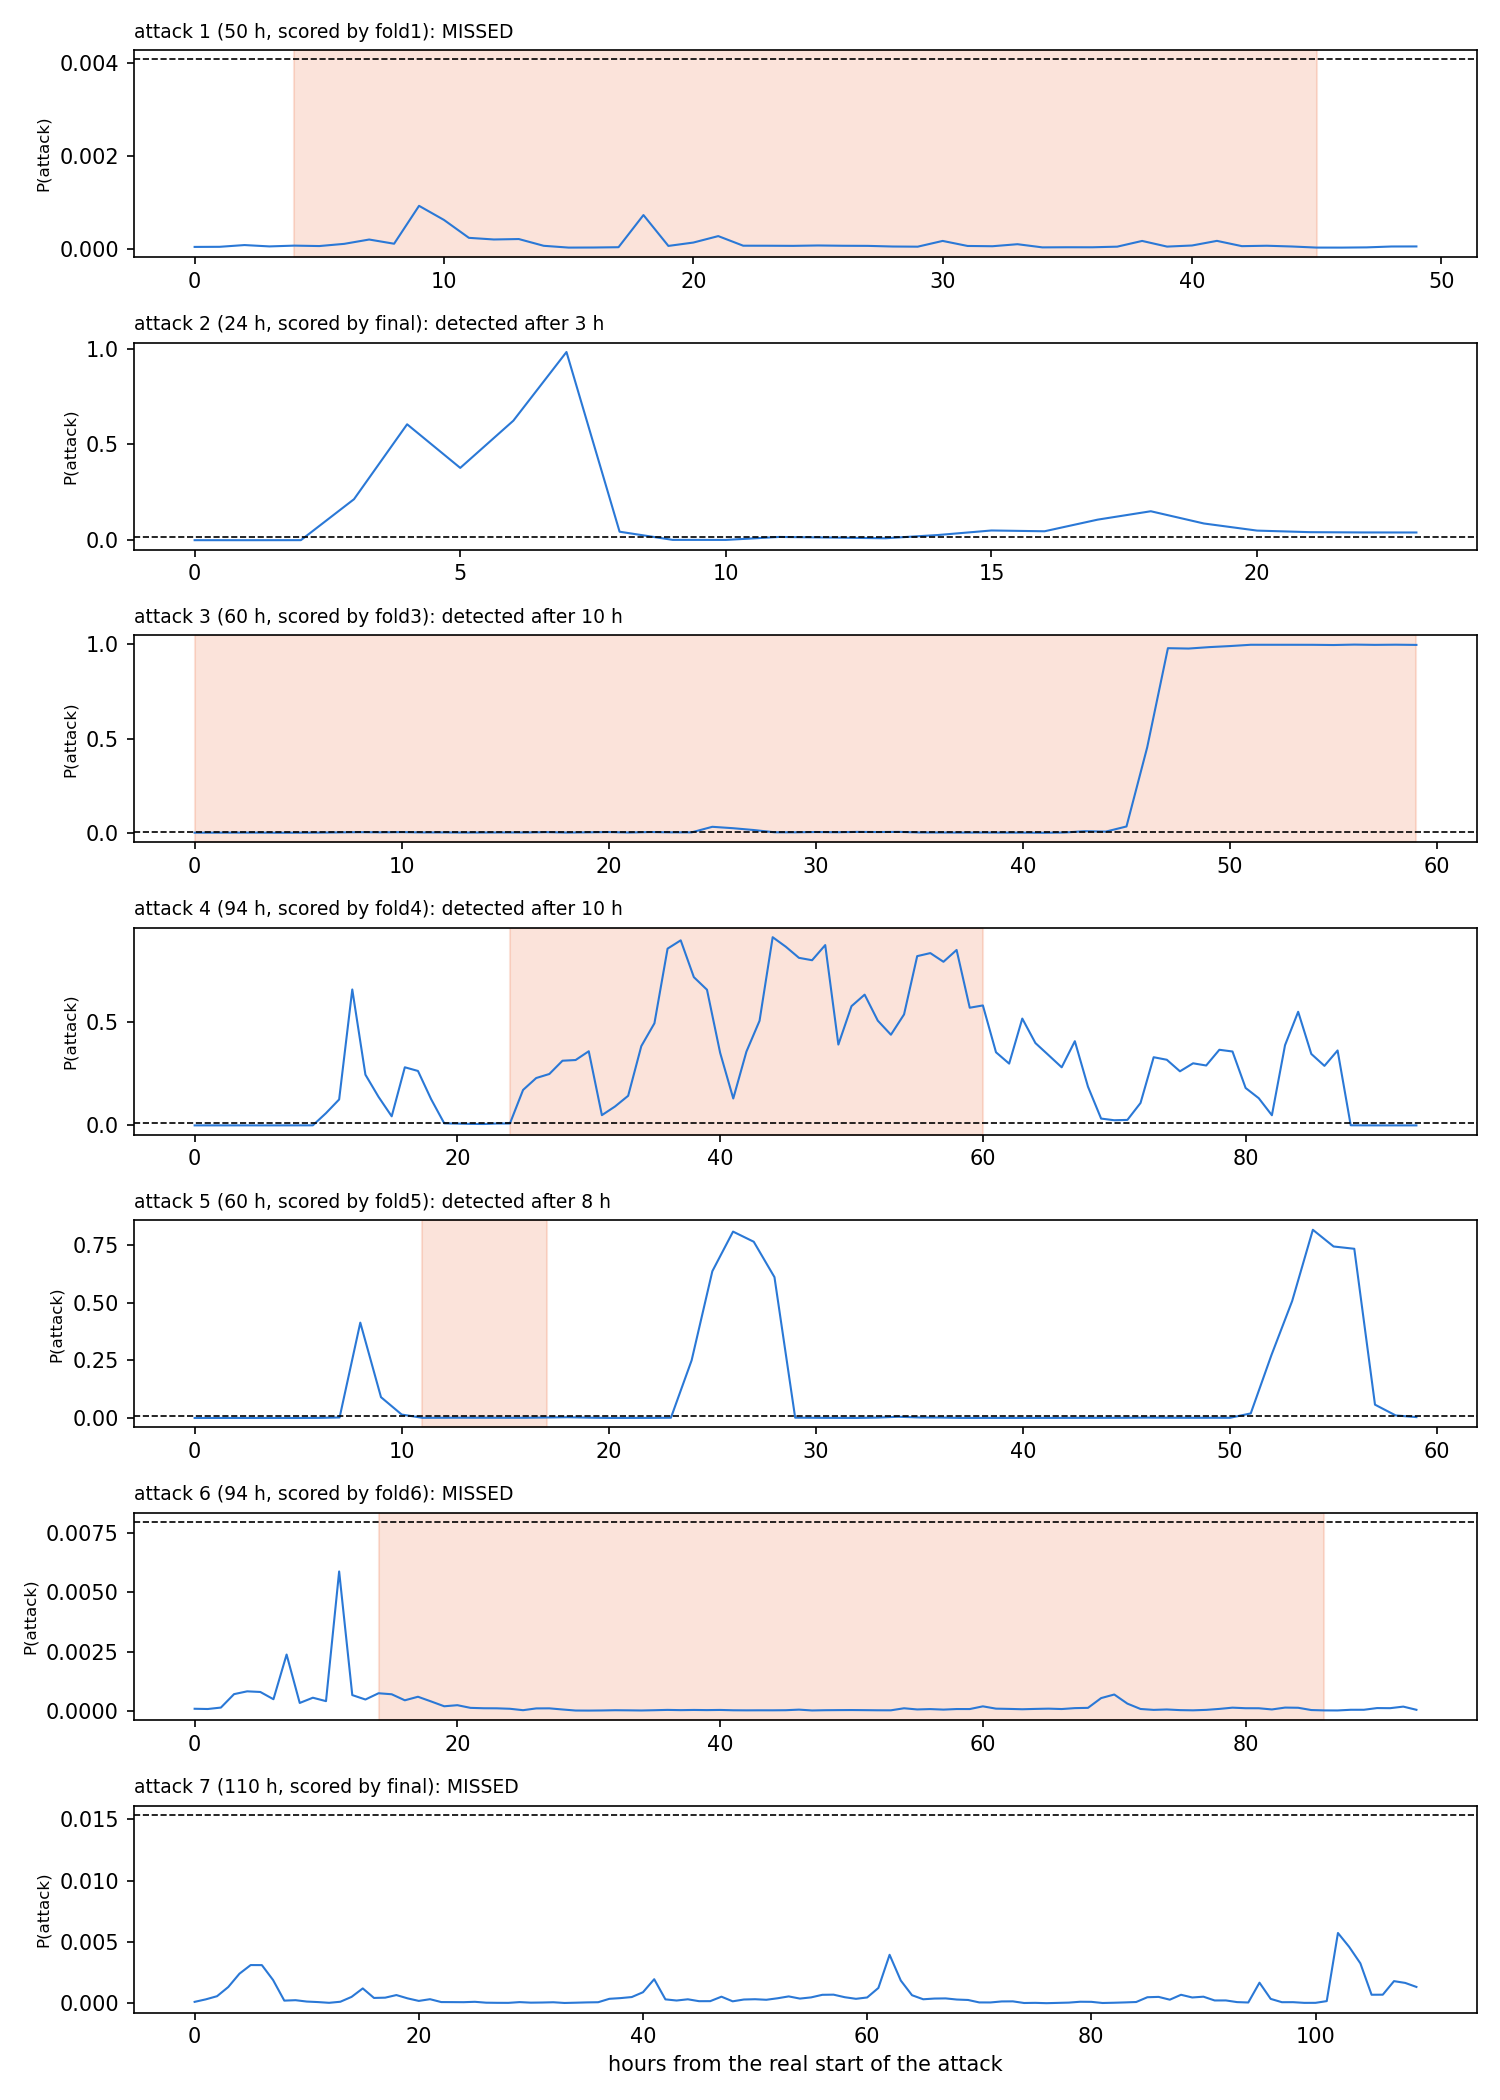 attack 1 (50 h, scored by fold1): MISSED
P(attack)
0.004
0.002
0.000
0 10 20 30 40 50
attack 2 (24 h, scored by final): detected after 3 h
P(attack)
1.0
0.5
0.0
0 5 10 15 20
attack 3 (60 h, scored by fold3): detected after 10 h
P(attack)
1.0
0.5
0.0
0 10 20 30 40 50 60
attack 4 (94 h, scored by fold4): detected after 10 h
P(attack)
0.5
0.0
0 20 40 60 80
attack 5 (60 h, scored by fold5): detected after 8 h
P(attack)
0.75
0.50
0.25
0.00
0 10 20 30 40 50 60
attack 6 (94 h, scored by fold6): MISSED
P(attack)
0.0075
0.0050
0.0025
0.0000
0 20 40 60 80
attack 7 (110 h, scored by final): MISSED
P(attack)
0.015
0.010
0.005
0.000
0 20 40 60 80 100
hours from the real start of the attack